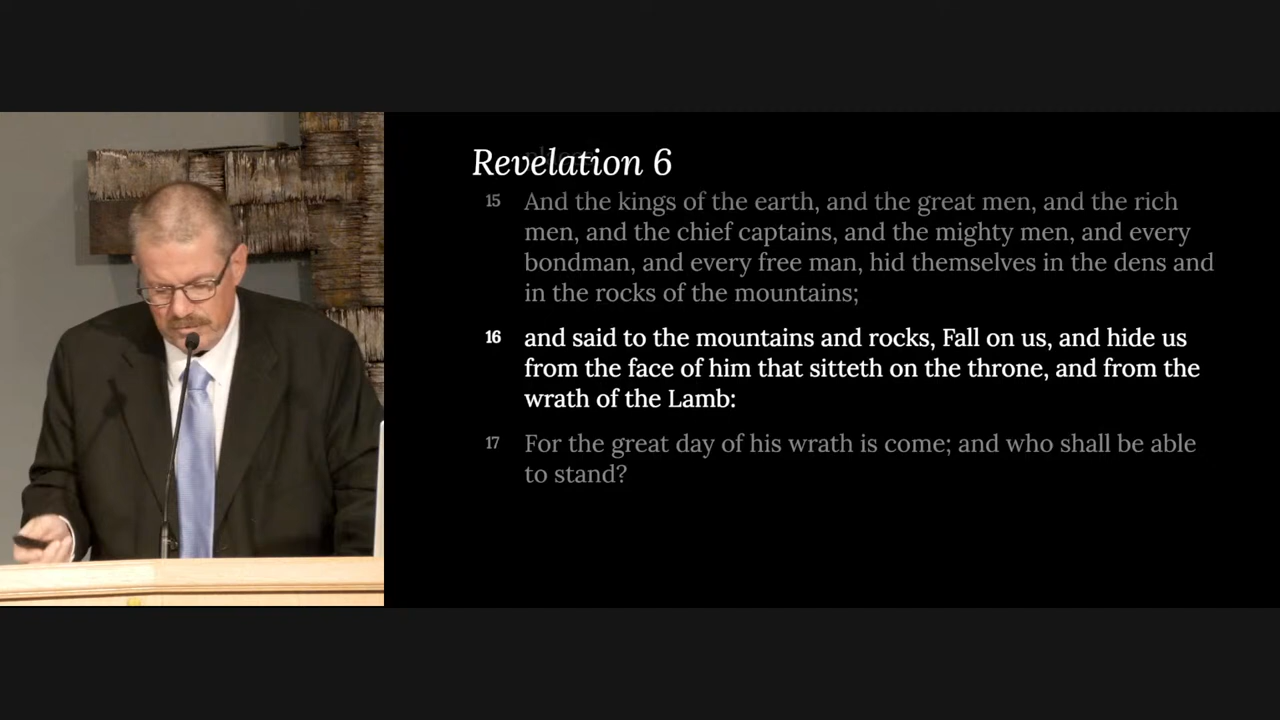 Revelation 6
15 And the kings of the earth, and the great men, and the rich
men, and the chief captains, and the mighty men, and every
bondman, and every free man, hid themselves in the dens and
in the rocks of the mountains;
16 and said to the mountains and rocks, Fall on us, and hide us
from the face of him that sitteth on the throne, and from the
wrath of the Lamb:
17 For the great day of his wrath is come; and who shall be able
to stand?